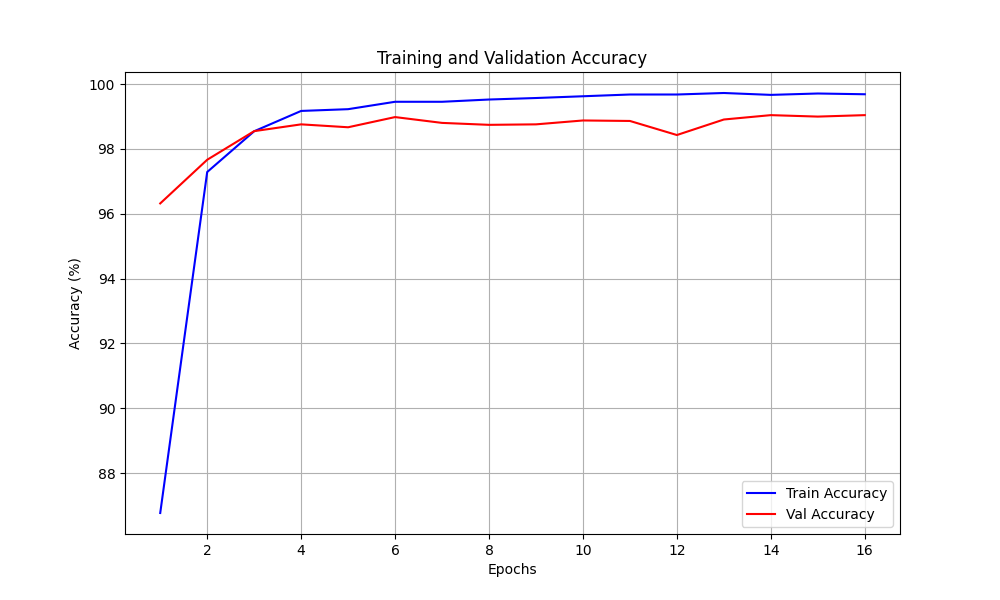 Training and Validation Accuracy
Accuracy (%)
100
98
96
94
92
90
88
2 4 6 8 10 12 14 16
Epochs
Train Accuracy
Val Accuracy